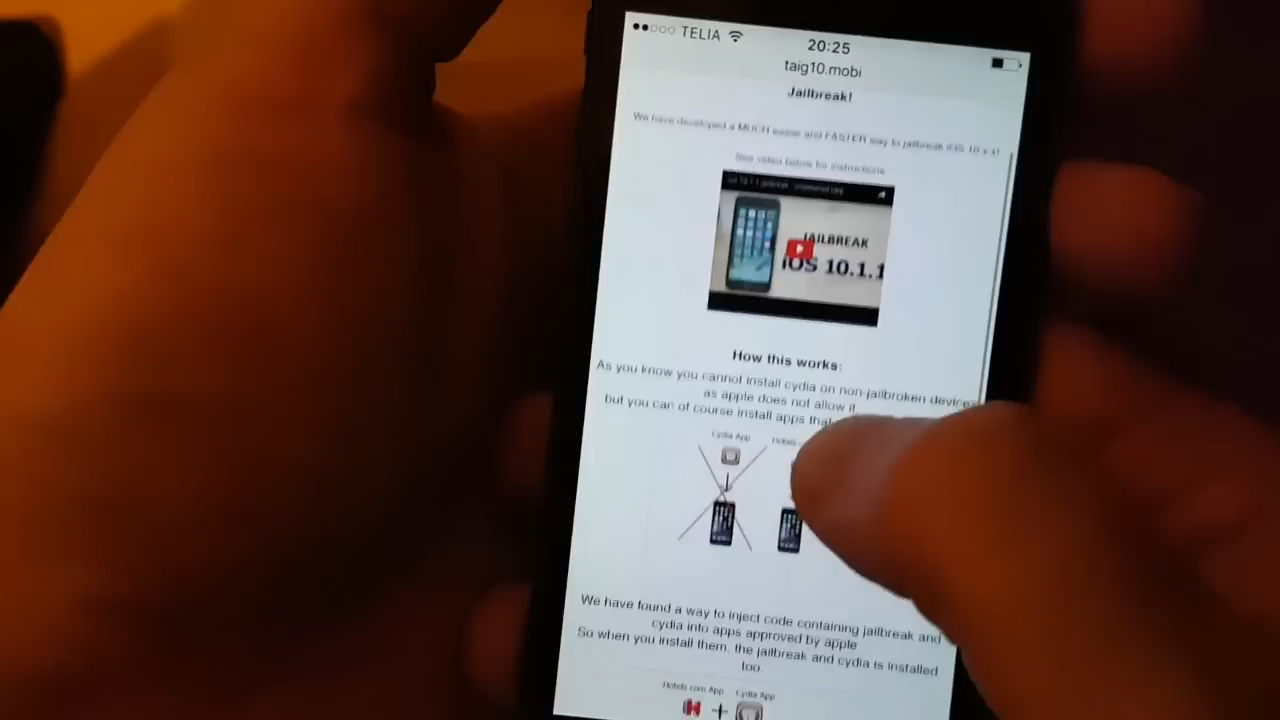 TELIA
20:25
taig10.mobi
Jailbreak!
We have developed a MUCH easier and FASTER way to jailbreak iOS 10.x.x!
See video below for instructions
JAILBREAK
iOS 10.1.1
How this works:
As you know you cannot install cydia on non-jailbroken devices
as apple does not allow it
but you can of course install apps that
Cydia App
Hotels
We have found a way to inject code containing jailbreak and
cydia into apps approved by apple
So when you install them, the jailbreak and cydia is installed
too.
Hotels.com App Cydia App
+